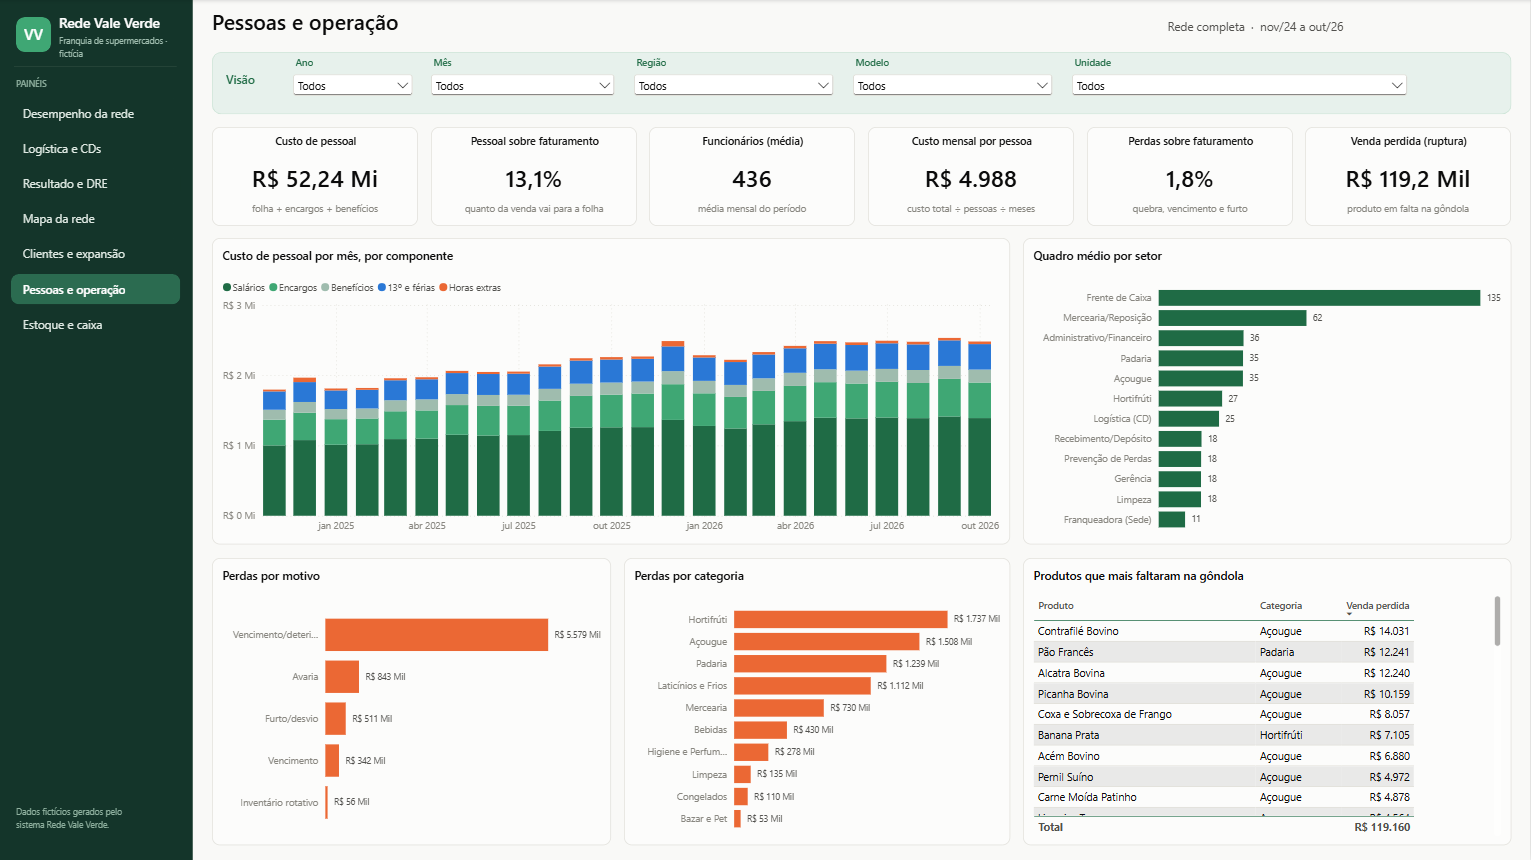 VV
Rede Vale Verde
Franquia de supermercados ·
fictícia
PAINÉIS
Desempenho da rede
Logística e CDs
Resultado e DRE
Mapa da rede
Clientes e expansão
Pessoas e operação
Estoque e caixa
Dados fictícios gerados pelo
sistema Rede Vale Verde.
Pessoas e operação
Rede completa · nov/24 a out/26
Visão
Ano
Todos
Mês
Todos
Região
Todos
Modelo
Todos
Unidade
Todos
Custo de pessoal
R$ 52,24 Mi
folha + encargos + benefícios
Pessoal sobre faturamento
13,1%
quanto da venda vai para a folha
Funcionários (média)
436
média mensal do período
Custo mensal por pessoa
R$ 4.988
custo total ÷ pessoas ÷ meses
Perdas sobre faturamento
1,8%
quebra, vencimento e furto
Venda perdida (ruptura)
R$ 119,2 Mil
produto em falta na gôndola
Custo de pessoal por mês, por componente
Salários Encargos Benefícios 13º e férias Horas extras
R$ 3 Mi
R$ 2 Mi
R$ 1 Mi
R$ 0 Mi
jan 2025 abr 2025 jul 2025 out 2025 jan 2026 abr 2026 jul 2026 out 2026
Quadro médio por setor
Frente de Caixa 135
Mercearia/Reposição 62
Administrativo/Financeiro 36
Padaria 35
Açougue 35
Hortifrúti 27
Logística (CD) 25
Recebimento/Depósito 18
Prevenção de Perdas 18
Gerência 18
Limpeza 18
Franqueadora (Sede) 11
Perdas por motivo
Vencimento/deteri... R$ 5.579 Mil
Avaria R$ 843 Mil
Furto/desvio R$ 511 Mil
Vencimento R$ 342 Mil
Inventário rotativo R$ 56 Mil
Perdas por categoria
Hortifrúti R$ 1.737 Mil
Açougue R$ 1.508 Mil
Padaria R$ 1.239 Mil
Laticínios e Frios R$ 1.112 Mil
Mercearia R$ 730 Mil
Bebidas R$ 430 Mil
Higiene e Perfum... R$ 278 Mil
Limpeza R$ 135 Mil
Congelados R$ 110 Mil
Bazar e Pet R$ 53 Mil
Produtos que mais faltaram na gôndola
Produto Categoria Venda perdida
Contrafilé Bovino Açougue R$ 14.031
Pão Francês Padaria R$ 12.241
Alcatra Bovina Açougue R$ 12.240
Picanha Bovina Açougue R$ 10.159
Coxa e Sobrecoxa de Frango Açougue R$ 8.057
Banana Prata Hortifrúti R$ 7.105
Acém Bovino Açougue R$ 6.880
Pernil Suíno Açougue R$ 4.972
Carne Moída Patinho Açougue R$ 4.878
Total R$ 119.160